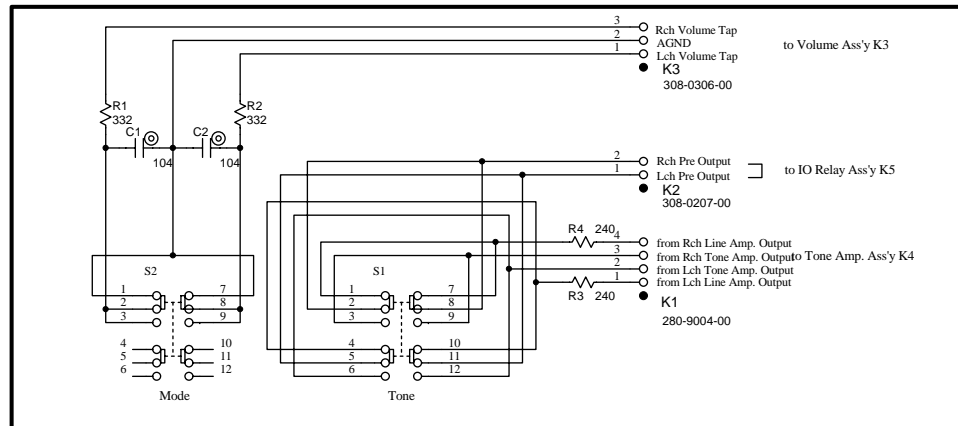 3 Rch Volume Tap
2 AGND
1 Lch Volume Tap
to Volume Ass'y K3
K3
308-0306-00
R1
332
R2
332
C1
104
C2
104
2 Rch Pre Output
1 Lch Pre Output
to IO Relay Ass'y K5
K2
308-0207-00
R4 240
4 from Rch Line Amp. Output
3 from Rch Tone Amp. Output
2 from Lch Tone Amp. Output
1 from Lch Line Amp. Output
to Tone Amp. Ass'y K4
R3 240
K1
280-9004-00
S2
1 7
2 8
3 9
4 10
5 11
6 12
Mode
S1
1 7
2 8
3 9
4 10
5 11
6 12
Tone